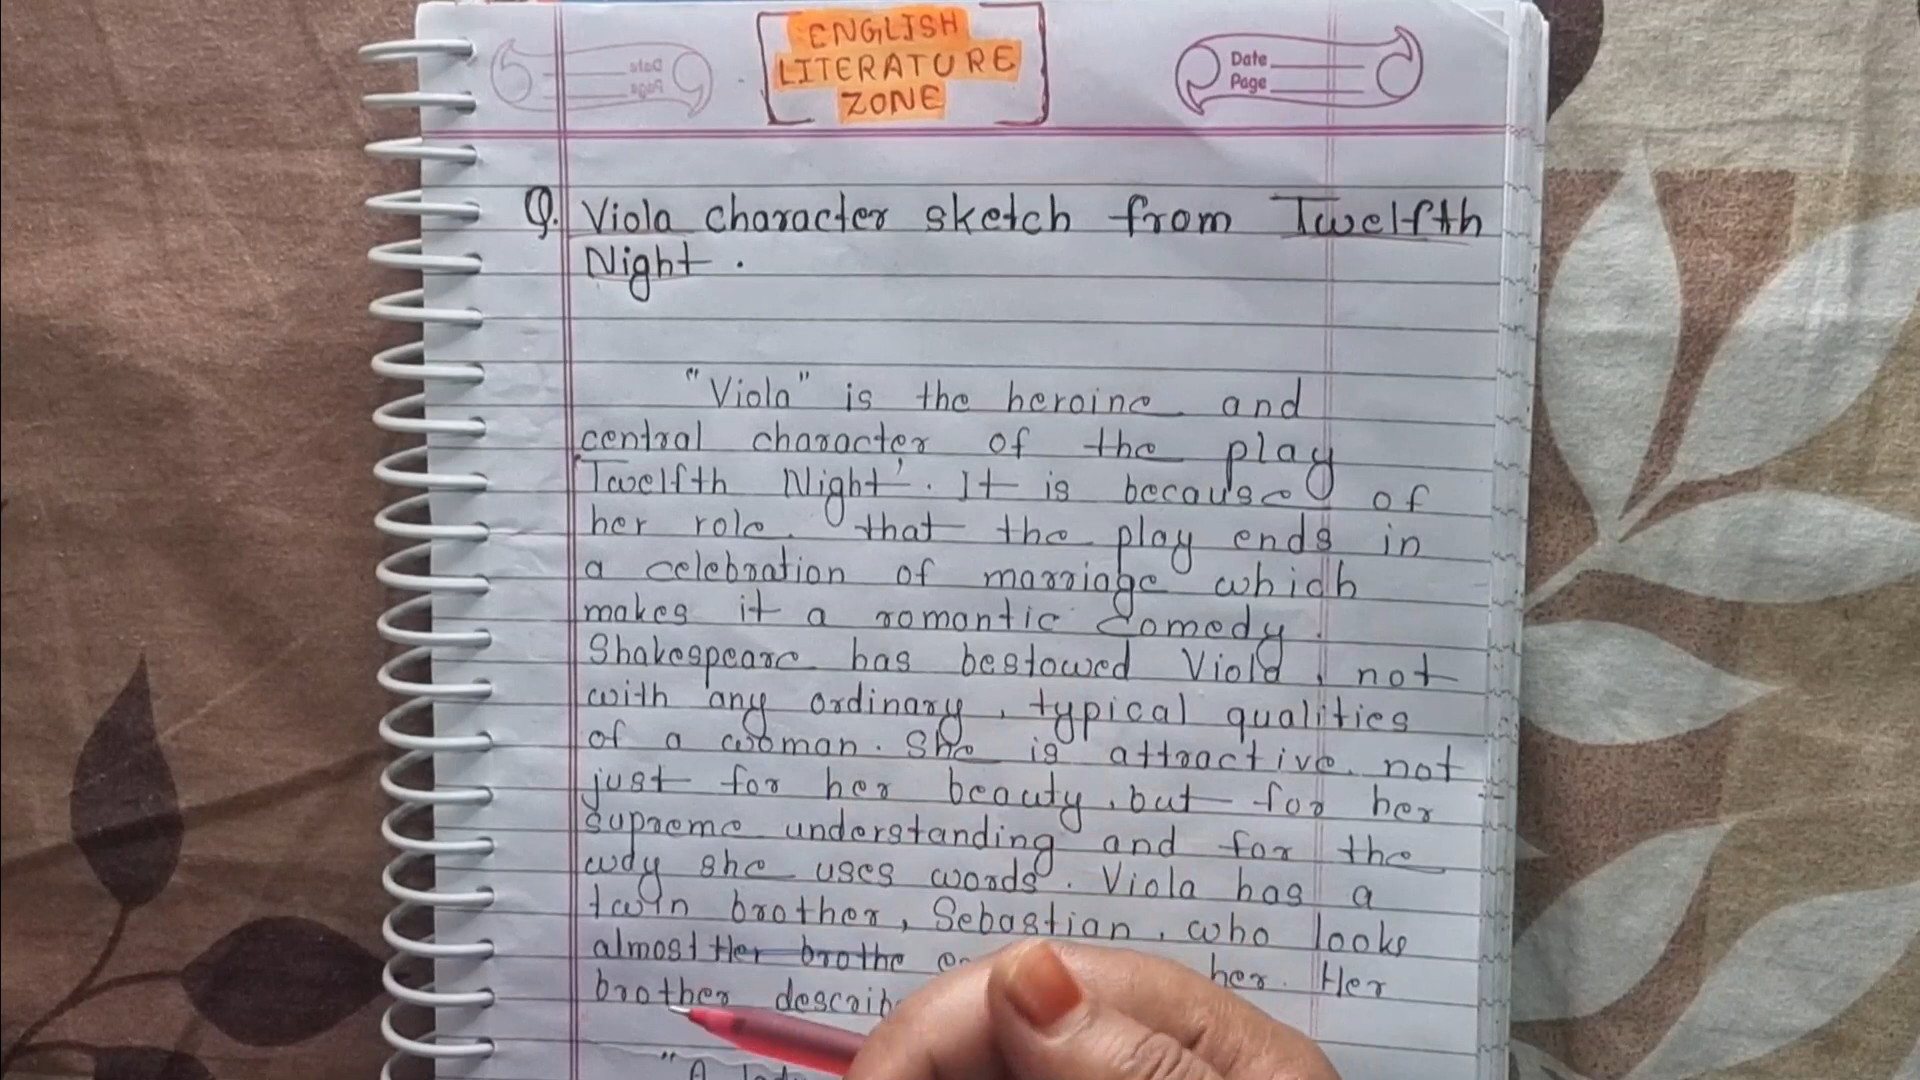 ENGLISH
LITERATURE
ZONE
Date
Page
Q. Viola character sketch from Twelfth
Night.
"Viola" is the heroine and
central character of the play
'Twelfth Night'. It is because of
her role that the play ends in
a celebration of marriage which
makes it a romantic comedy.
Shakespeare has bestowed Viola, not
with any ordinary, typical qualities
of a woman. She is attractive not
just for her beauty, but for her
supreme understanding and for the
way she uses words. Viola has a
twin brother, Sebastian, who looks
almost Her brothe her. Her
brother
"A